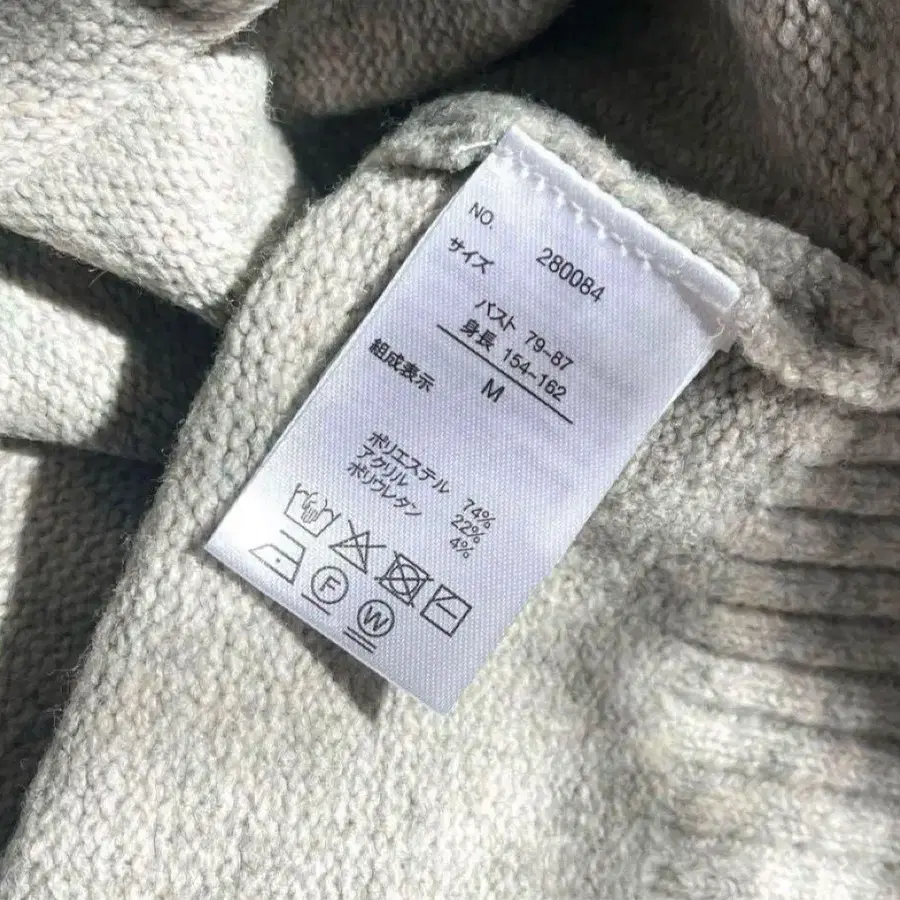 NO. 280084
サイズ
バスト 79-87
身長 154-162
M
組成表示
ポリエステル 74%
アクリル 22%
ポリウレタン 4%
F
W